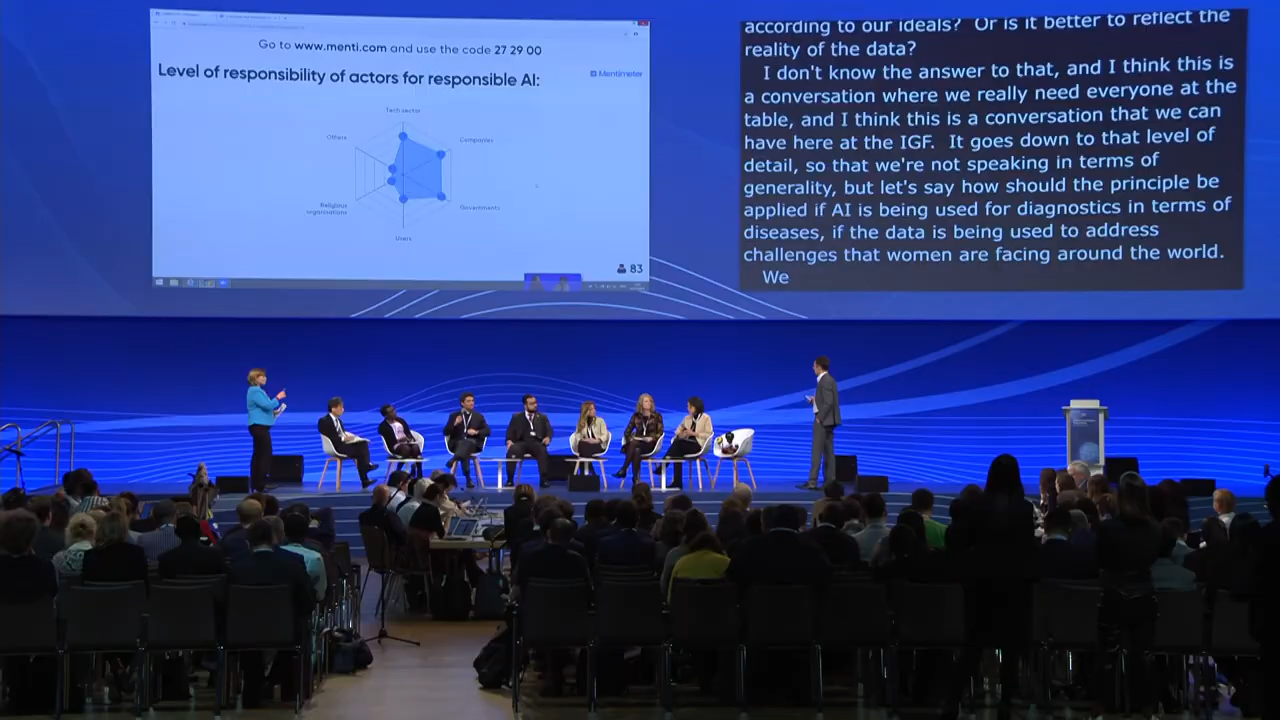 Go to www.menti.com and use the code 27 29 00
Level of responsibility of actors for responsible AI:
Mentimeter
Tech sector
Others
Companies
Religious
organisations
Governments
Users
83
according to our ideals? Or is it better to reflect the
reality of the data?
I don't know the answer to that, and I think this is
a conversation where we really need everyone at the
table, and I think this is a conversation that we can
have here at the IGF. It goes down to that level of
detail, so that we're not speaking in terms of
generality, but let's say how should the principle be
applied if AI is being used for diagnostics in terms of
diseases, if the data is being used to address
challenges that women are facing around the world.
We